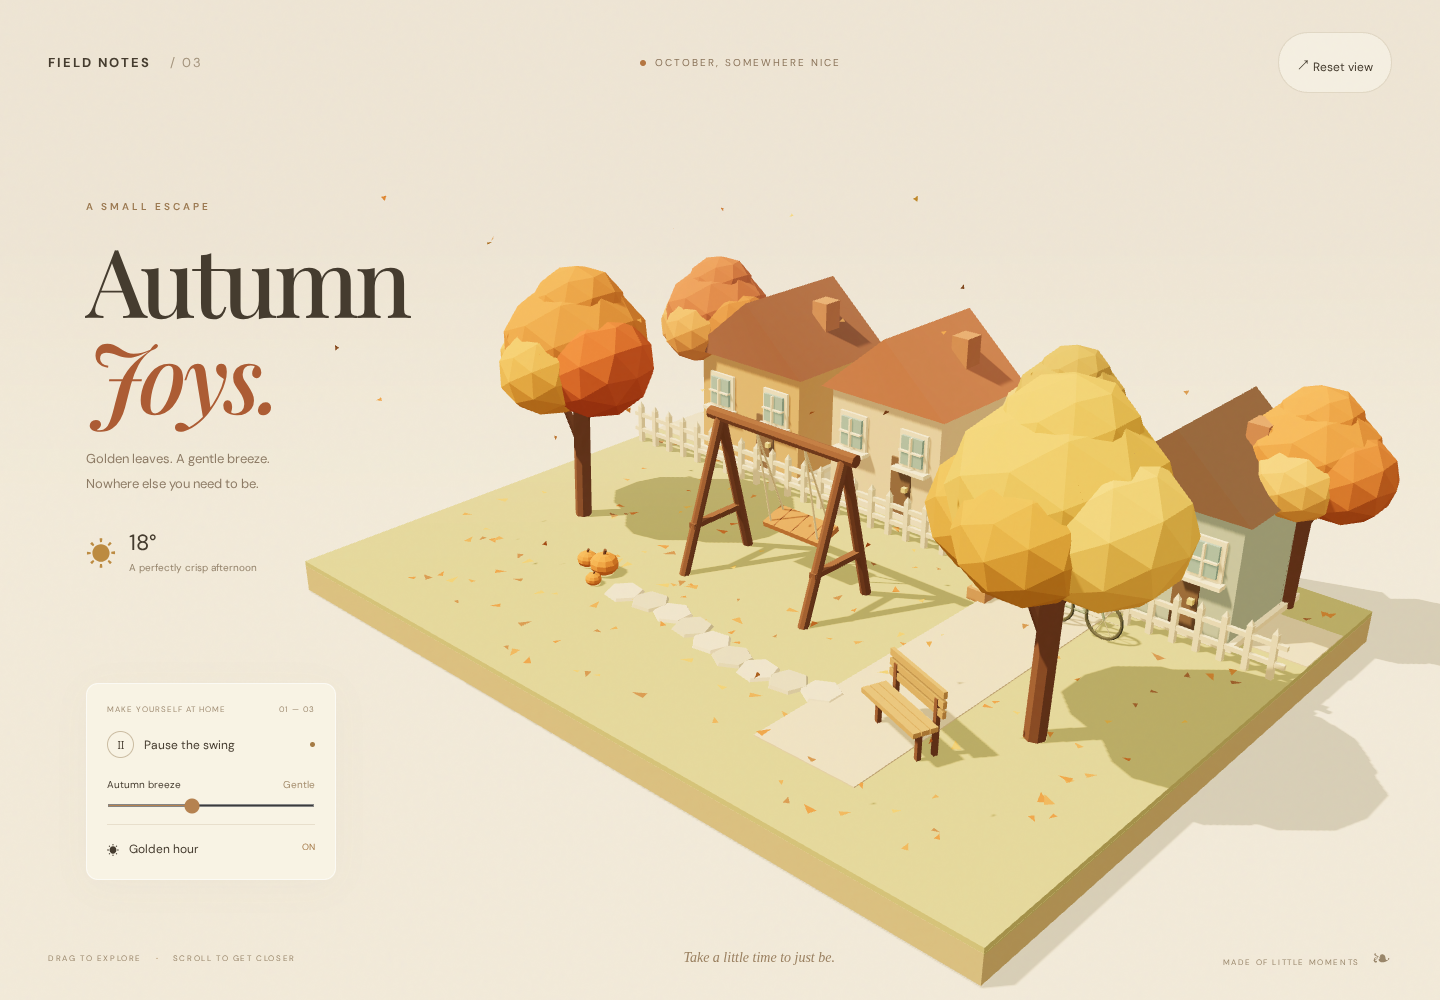 FIELD NOTES / 03
OCTOBER, SOMEWHERE NICE
↗ Reset view
A SMALL ESCAPE
Autumn
Joys.
Golden leaves. A gentle breeze.
Nowhere else you need to be.
18°
A perfectly crisp afternoon
MAKE YOURSELF AT HOME 01 — 03
Pause the swing
Autumn breeze Gentle
Golden hour ON
DRAG TO EXPLORE · SCROLL TO GET CLOSER
Take a little time to just be.
MADE OF LITTLE MOMENTS ❧